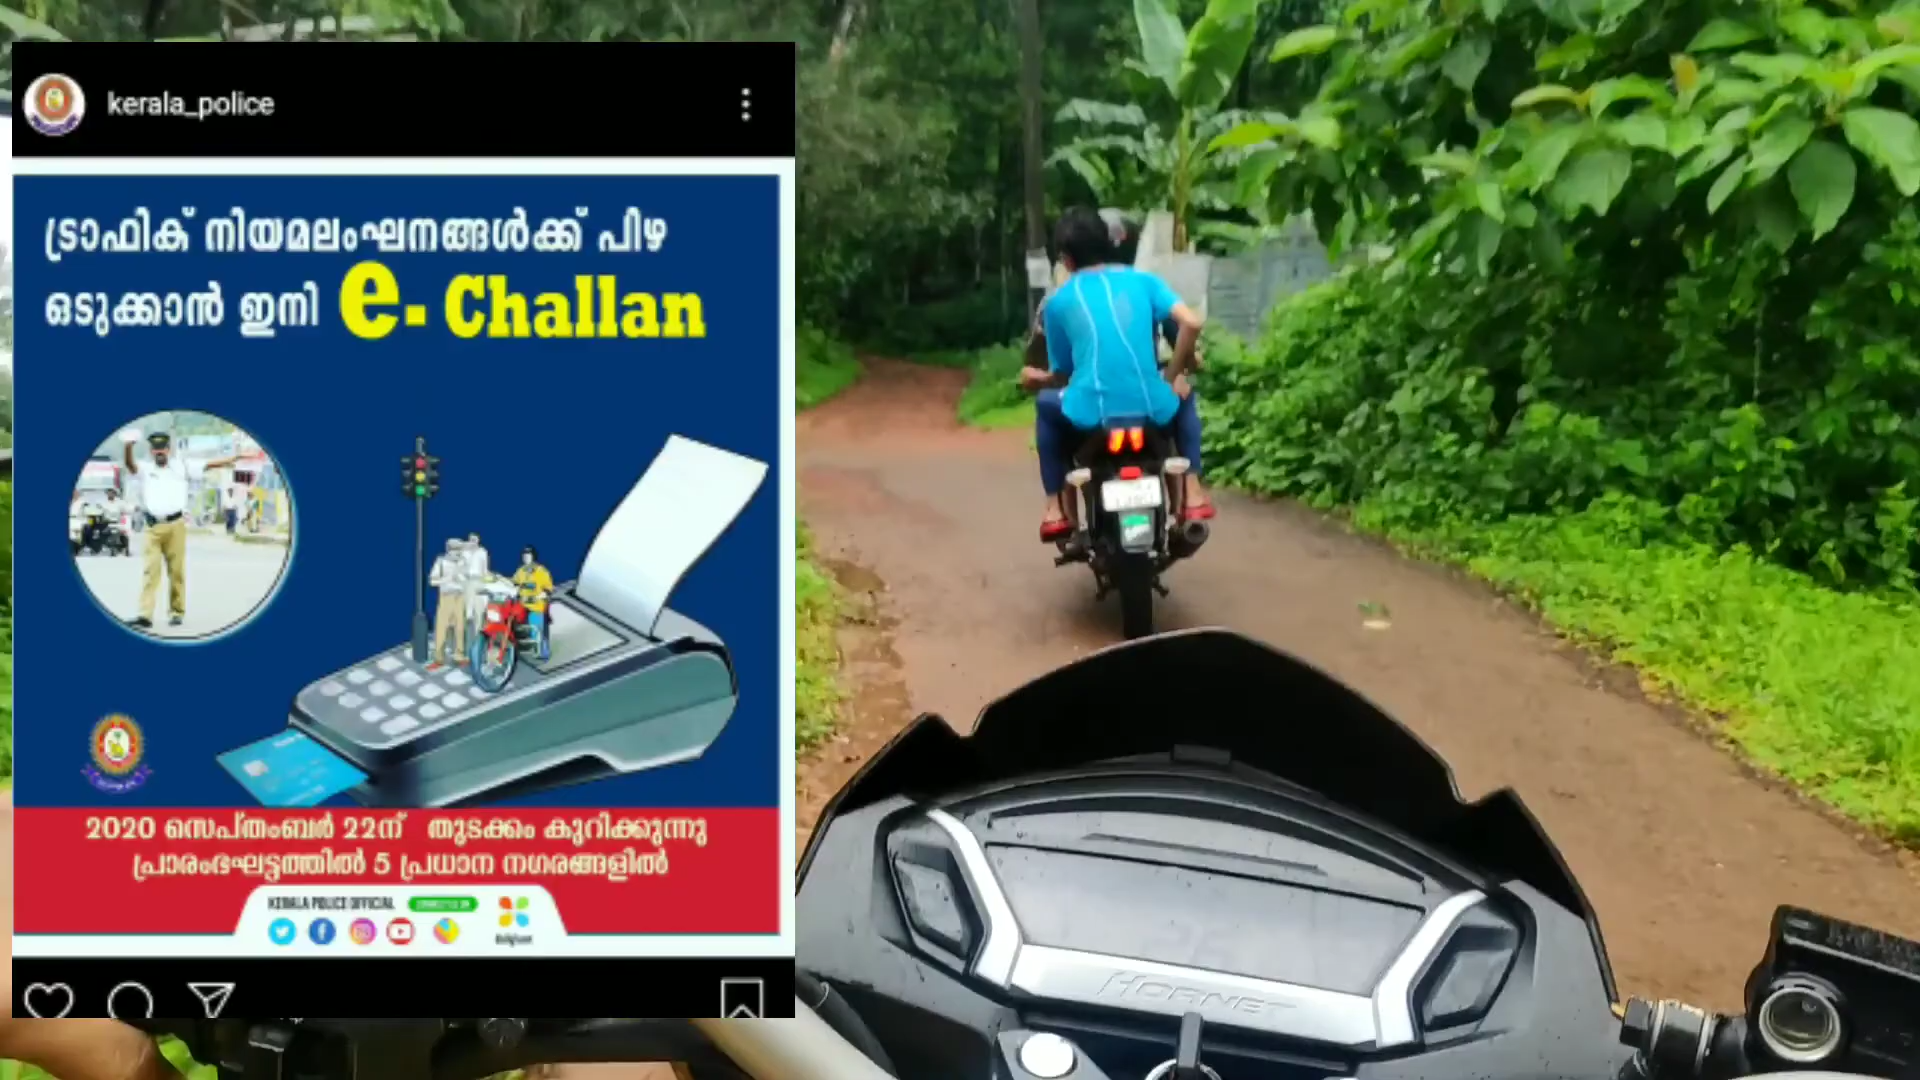 kerala_police
ട്രാഫിക് നിയമലംഘനങ്ങൾക്ക് പിഴ
ഒടുക്കാൻ ഇനി e- Challan
2020 സെപ്തംബർ 22ന് തുടക്കം കുറിക്കുന്നു
പ്രാരംഭഘട്ടത്തിൽ 5 പ്രധാന നഗരങ്ങളിൽ
KERALA POLICE OFFICIAL
HORNET